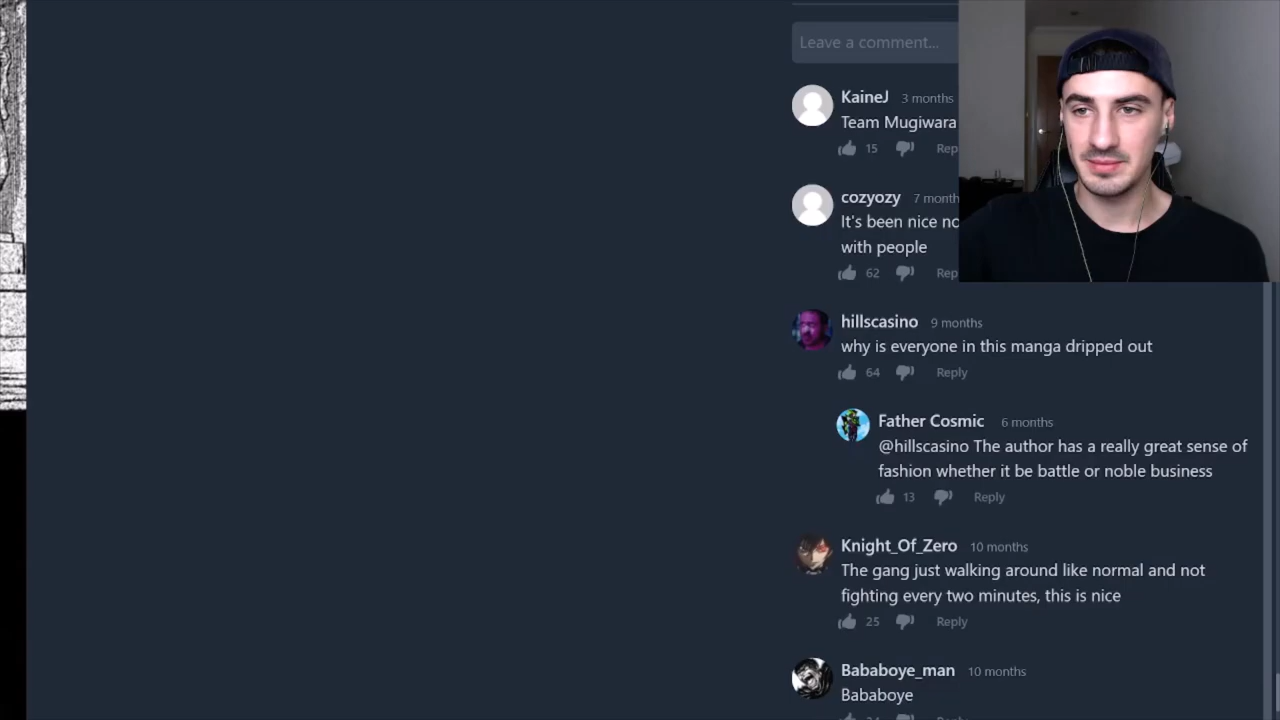 Leave a comment...
KaineJ 3 months
Team Mugiwara
15
cozyozy 7
It's been nice
with people
62
hillscasino 9 months
why is everyone in this manga dripped out
64 Reply
Father Cosmic 6 months
@hillscasino The author has a really great sense of
fashion whether it be battle or noble business
13 Reply
Knight_Of_Zero 10 months
The gang just walking around like normal and not
fighting every two minutes, this is nice
25 Reply
Bababoye_man 10 months
Bababoye